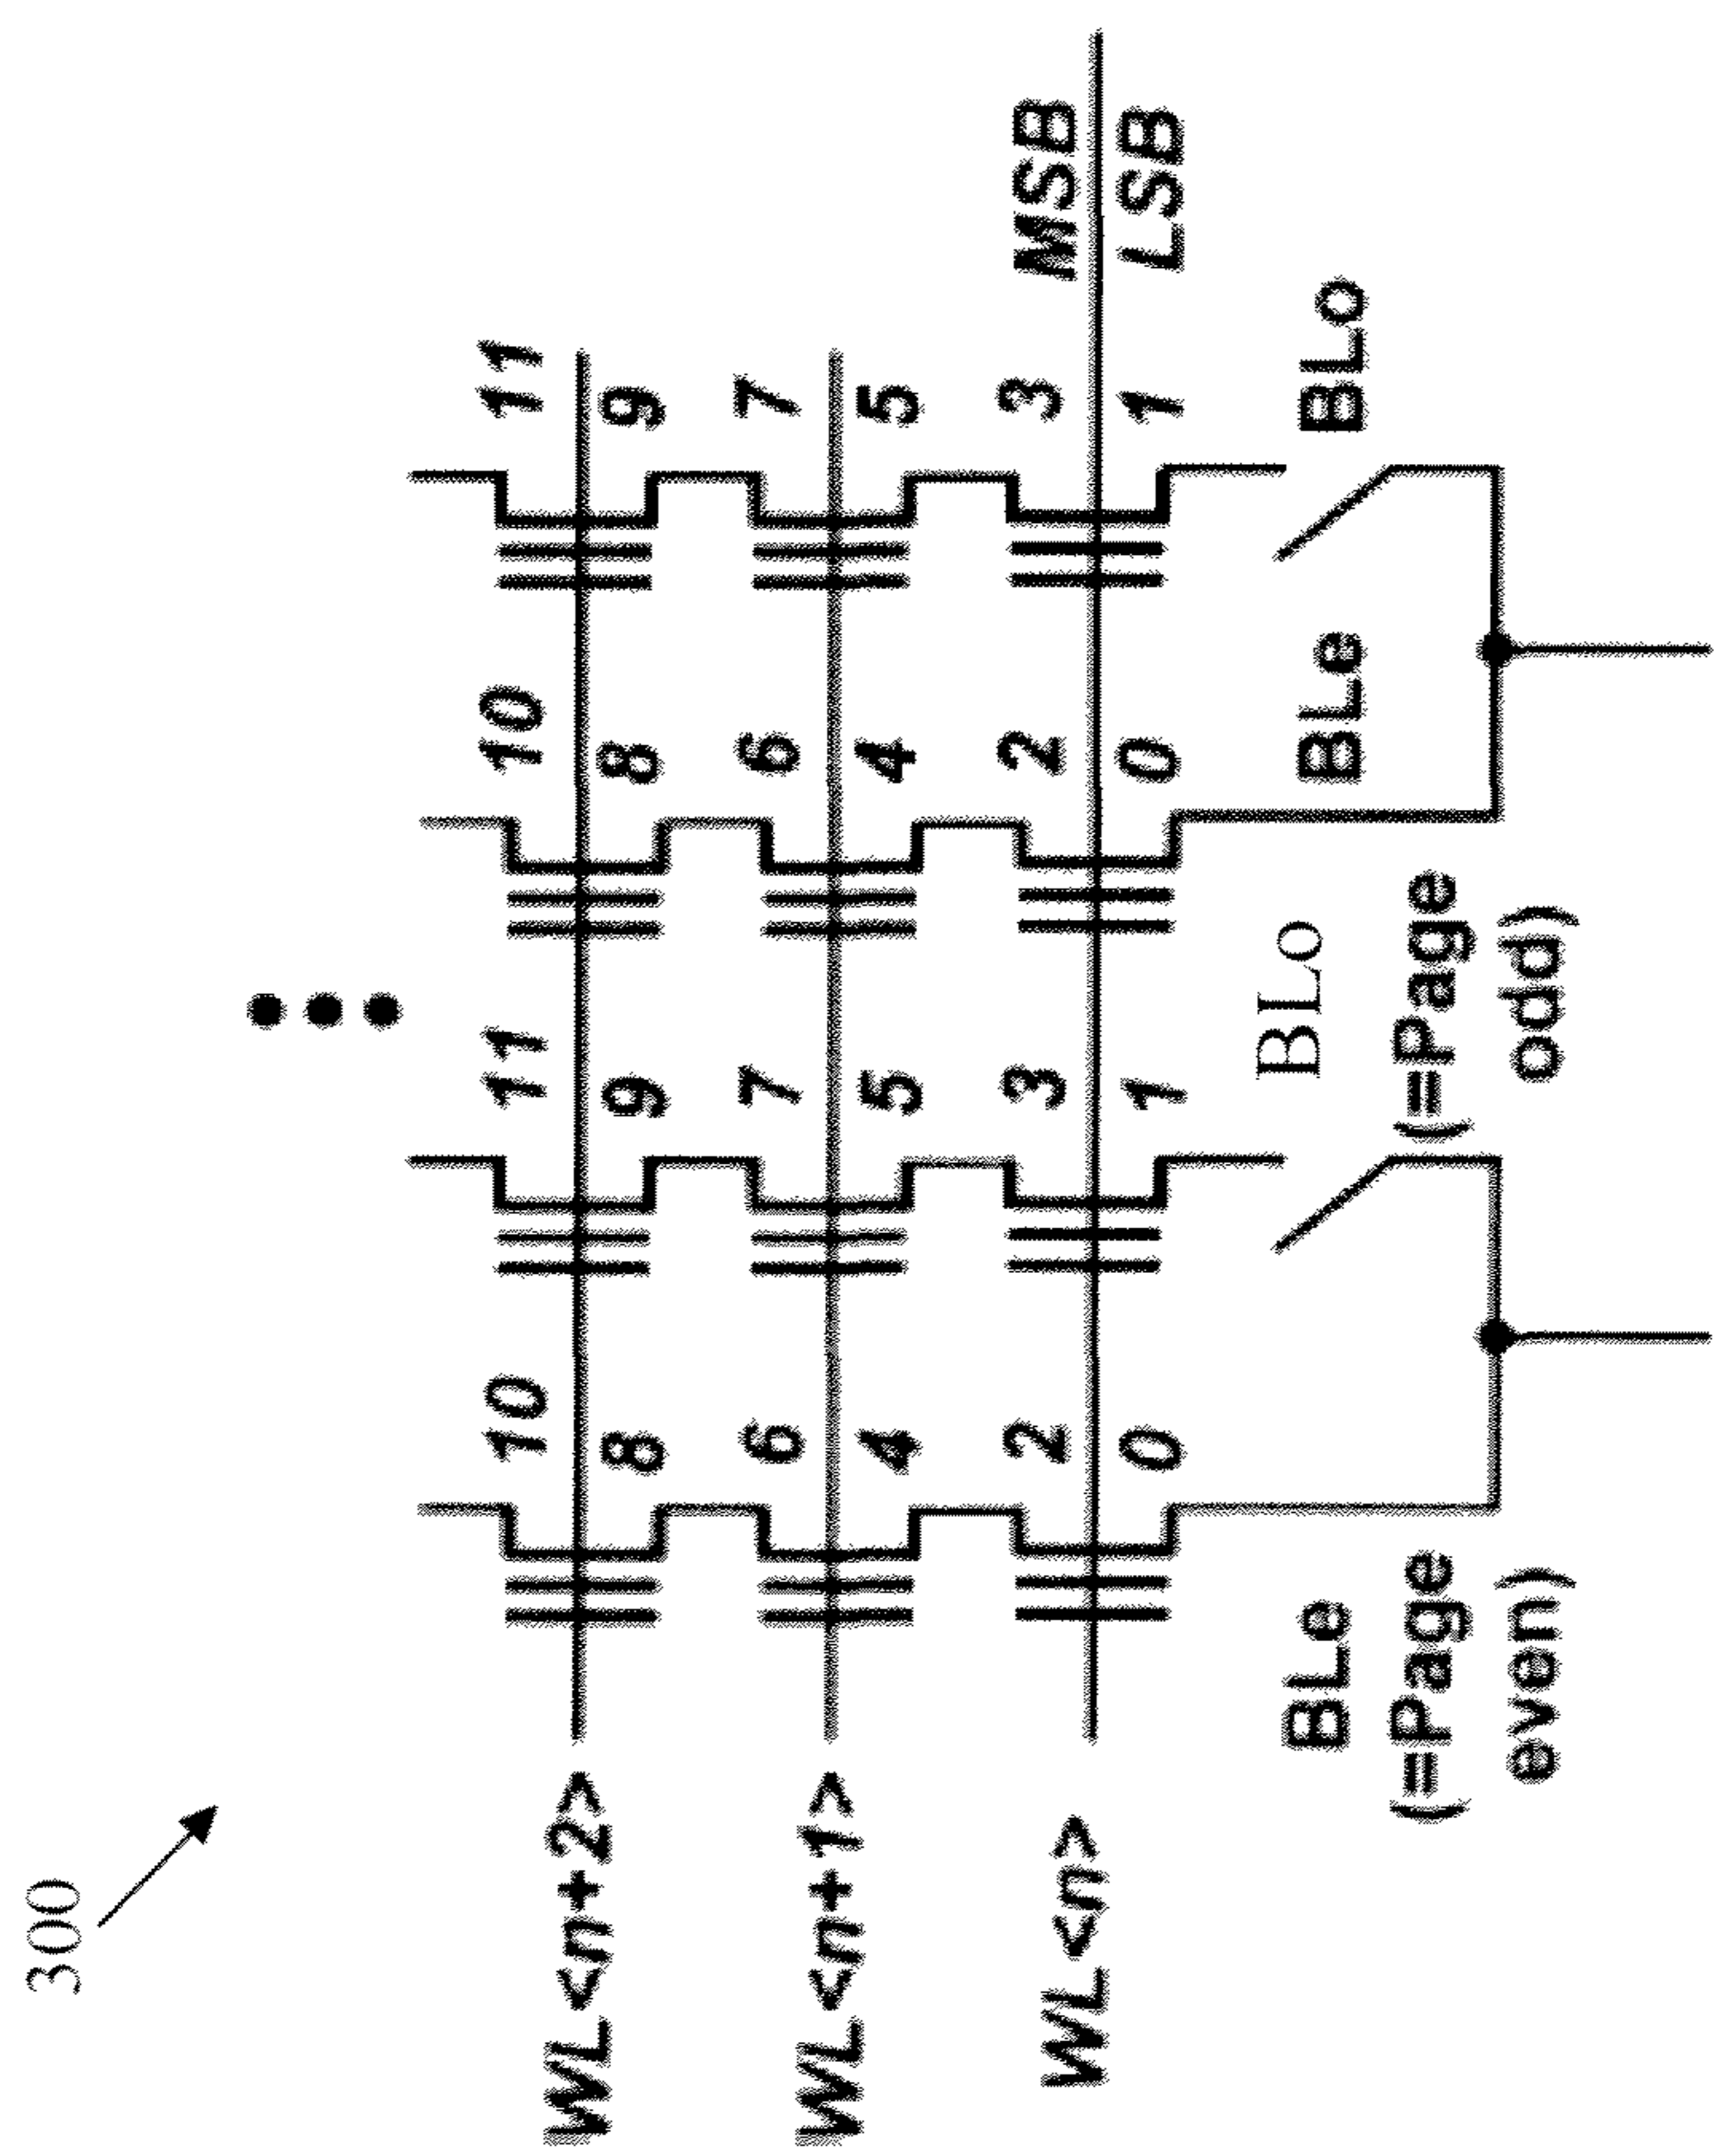 300
10 11 10 11
WL<n+2>
8 9 8 9
6 7 6 7
WL<n+1>
4 5 4 5
2 3 2 3 MSB
WL<n>
0 1 0 1 LSB
BLe BLo BLe BLo
(=Page (=Page
even) odd)